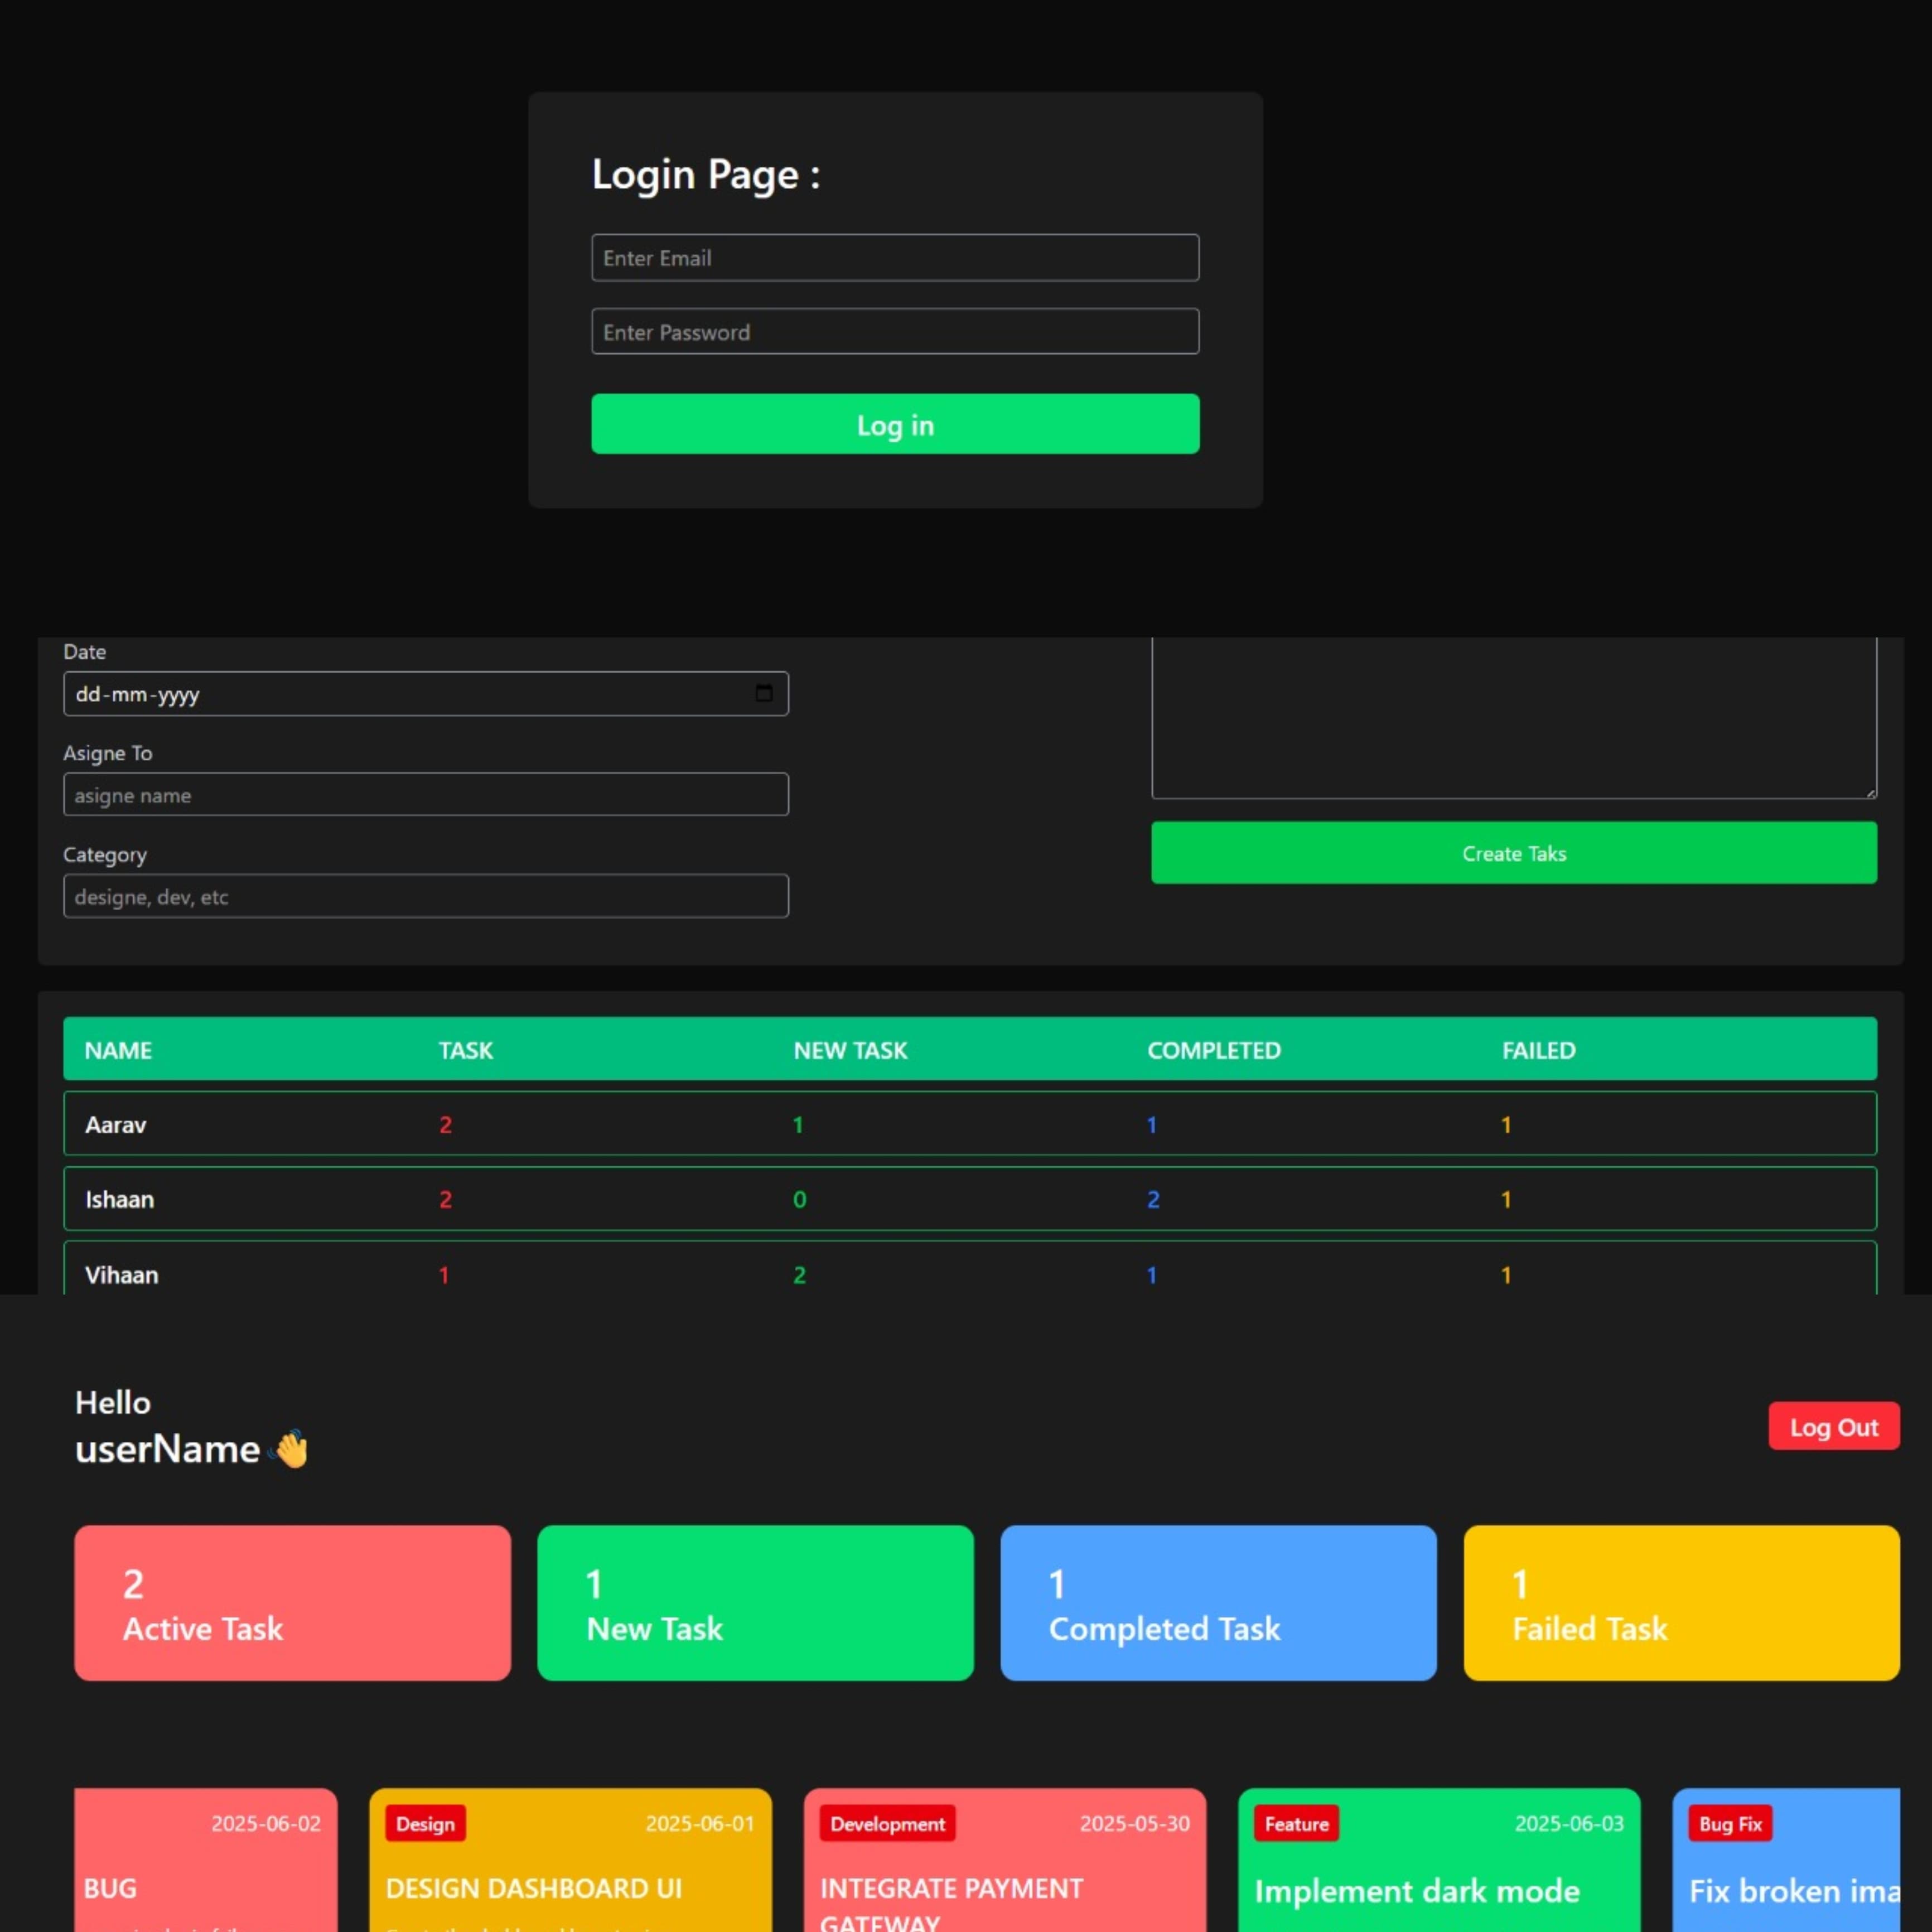 Login Page :
Enter Email
Enter Password
Log in
Date
dd-mm-yyyy
Asigne To
asigne name
Category
designe, dev, etc
Create Taks
NAME TASK NEW TASK COMPLETED FAILED
Aarav 2 1 1 1
Ishaan 2 0 2 1
Vihaan 1 2 1 1
Hello
userName 👋
Log Out
2 1 1 1
Active Task New Task Completed Task Failed Task
2025-06-02 Design 2025-06-01 Development 2025-05-30 Feature 2025-06-03 Bug Fix
BUG DESIGN DASHBOARD UI INTEGRATE PAYMENT Implement dark mode Fix broken ima
GATEWAY